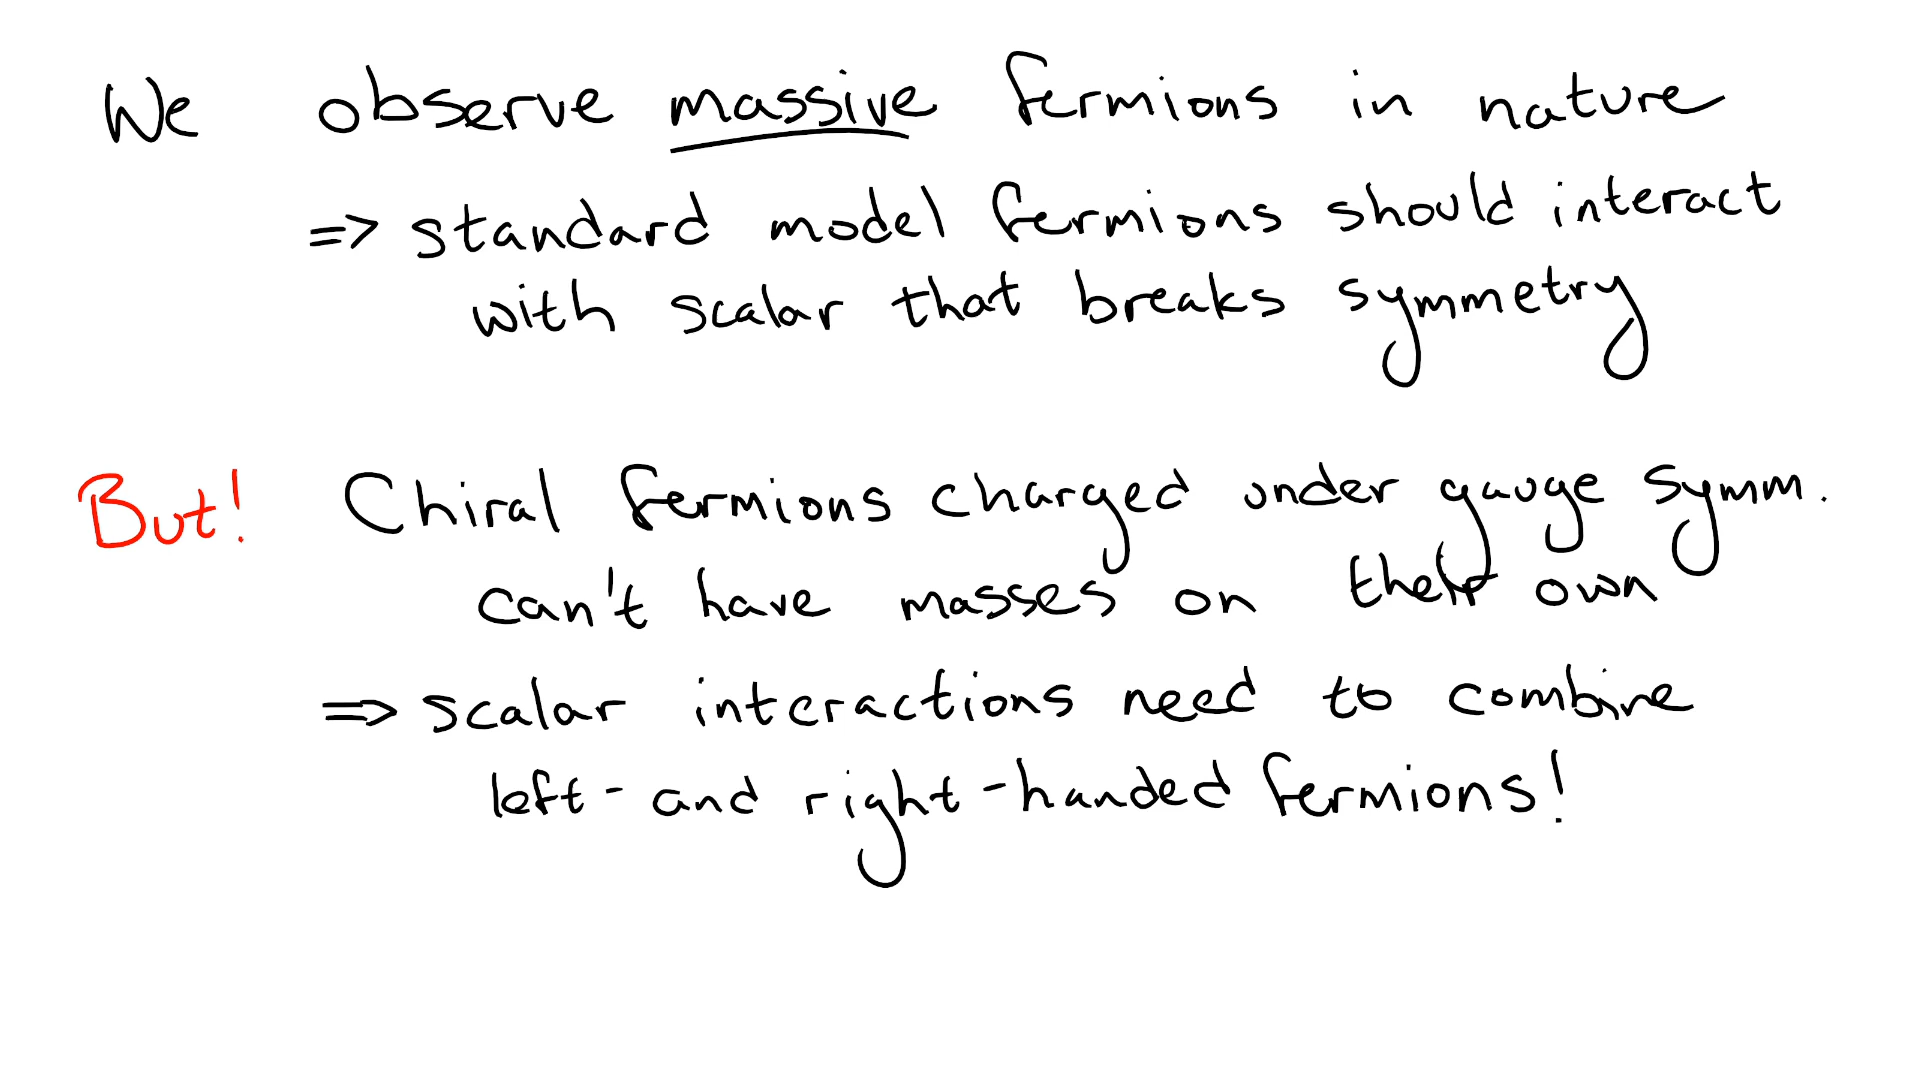 We observe massive fermions in nature
=> standard model fermions should interact
with scalar that breaks symmetry
But! Chiral fermions charged under gauge symm.
can't have masses on their own
=> scalar interactions need to combine
left- and right-handed fermions!